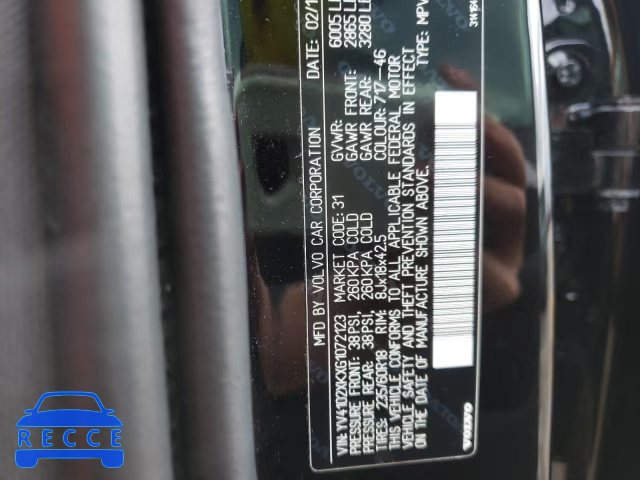 MFD BY VOLVO CAR CORPORATION DATE: 02/1
VIN: YV4102XKXG1072123 MARKET CODE: 31 GVWR: 6005 L
PRESSURE FRONT: 38PSI, 260KPA COLD GAWR FRONT: 2865 L
PRESSURE REAR: 38PSI, 260KPA COLD GAWR REAR: 3280 L
TIRES: 235/60R18 RIM: 8Jx18x42.5 COLOUR: 717--46
THIS VEHICLE CONFORMS TO ALL APPLICABLE FEDERAL MOTOR
VEHICLE SAFETY AND THEFT PREVENTION STANDARDS IN EFFECT
ON THE DATE OF MANUFACTURE SHOWN ABOVE. TYPE: MPV
VOLVO
RECCE